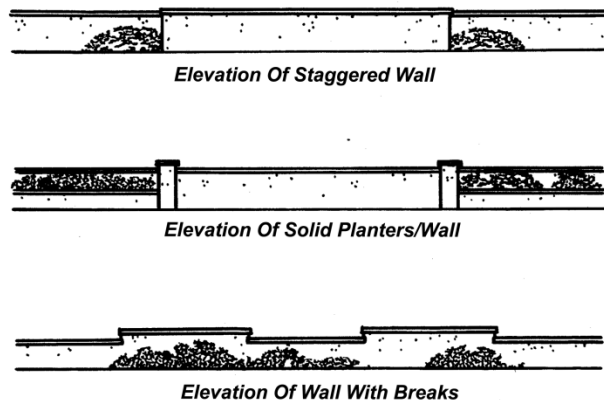 Elevation Of Staggered Wall
Elevation Of Solid Planters/Wall
Elevation Of Wall With Breaks